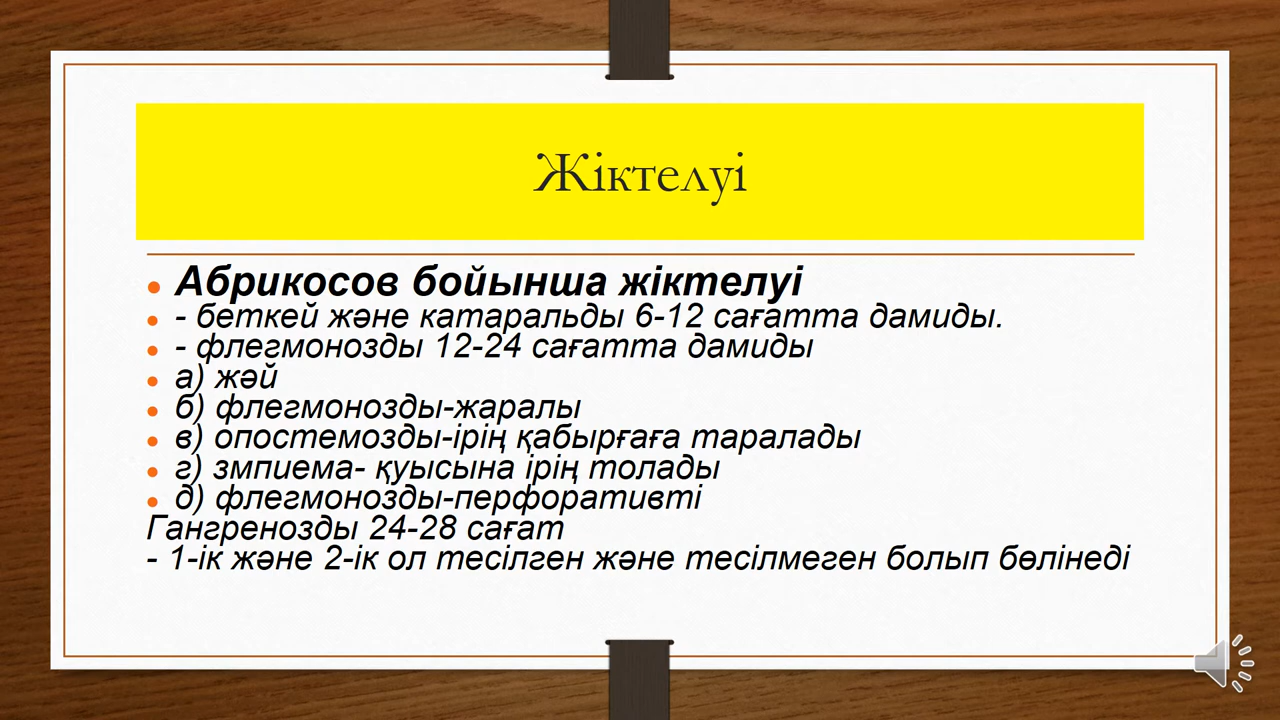 Жіктелуі
Абрикосов бойынша жіктелуі
- беткей және катаральды 6-12 сағатта дамиды.
- флегмонозды 12-24 сағатта дамиды
а) жәй
б) флегмонозды-жаралы
в) опостемозды-ірің қабырғаға таралады
г) змпиема- қуысына ірің толады
д) флегмонозды-перфоративті
Гангренозды 24-28 сағат
- 1-ік және 2-ік ол тесілген және тесілмеген болып бөлінеді